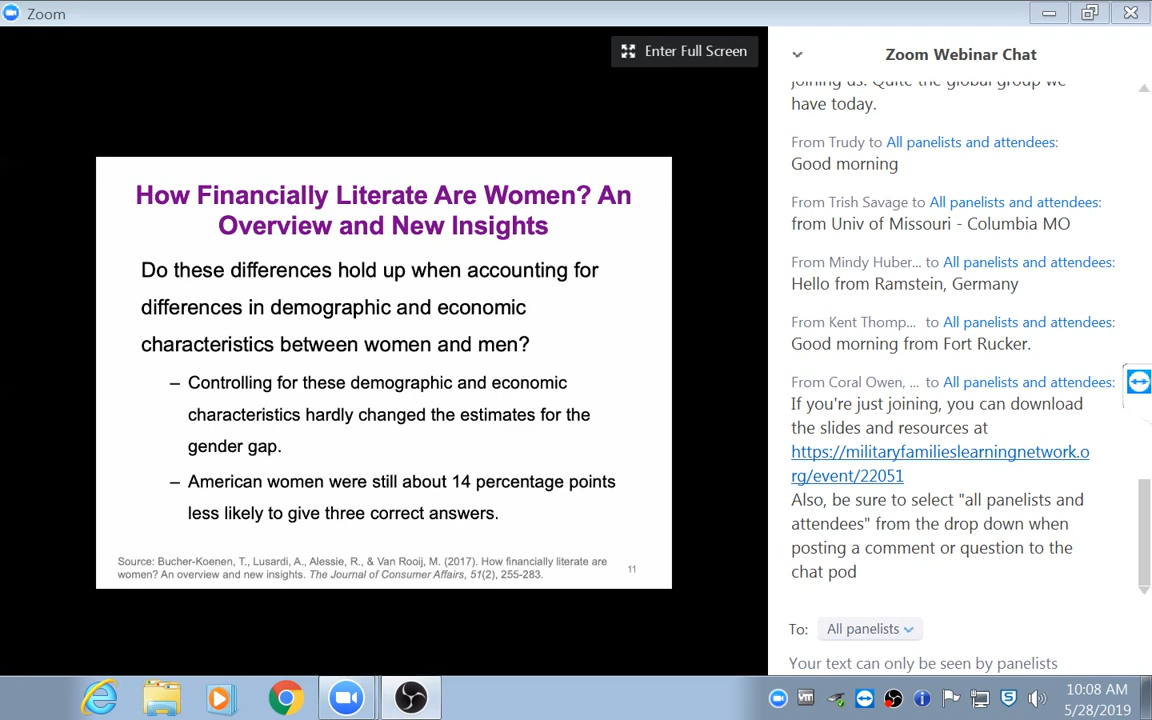 Zoom
Enter Full Screen
How Financially Literate Are Women? An
Overview and New Insights
Do these differences hold up when accounting for
differences in demographic and economic
characteristics between women and men?
– Controlling for these demographic and economic
characteristics hardly changed the estimates for the
gender gap.
– American women were still about 14 percentage points
less likely to give three correct answers.
Source: Bucher-Koenen, T., Lusardi, A., Alessie, R., & Van Rooij, M. (2017). How financially literate are
women? An overview and new insights. The Journal of Consumer Affairs, 51(2), 255-283.
11
Zoom Webinar Chat
joining us. Quite the global group we
have today.
From Trudy to All panelists and attendees:
Good morning
From Trish Savage to All panelists and attendees:
from Univ of Missouri - Columbia MO
From Mindy Huber... to All panelists and attendees:
Hello from Ramstein, Germany
From Kent Thomp... to All panelists and attendees:
Good morning from Fort Rucker.
From Coral Owen, ... to All panelists and attendees:
If you're just joining, you can download
the slides and resources at
https://militaryfamilieslearningnetwork.o
rg/event/22051
Also, be sure to select "all panelists and
attendees" from the drop down when
posting a comment or question to the
chat pod
To: All panelists
Your text can only be seen by panelists
10:08 AM
5/28/2019